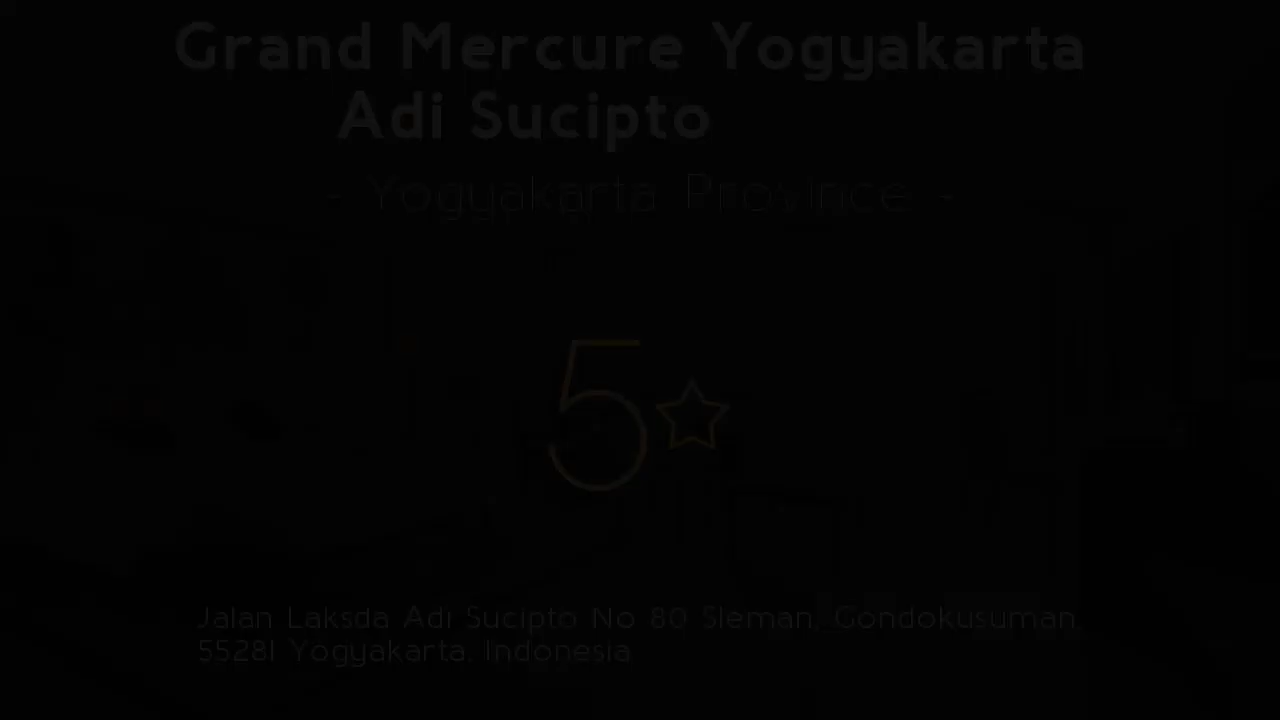 Grand Mercure Yogyakarta
Adi Sucipto
- Yogyakarta Province -
5
Jalan Laksda Adi Sucipto No 80 Sleman, Gondokusuman,
55281 Yogyakarta, Indonesia